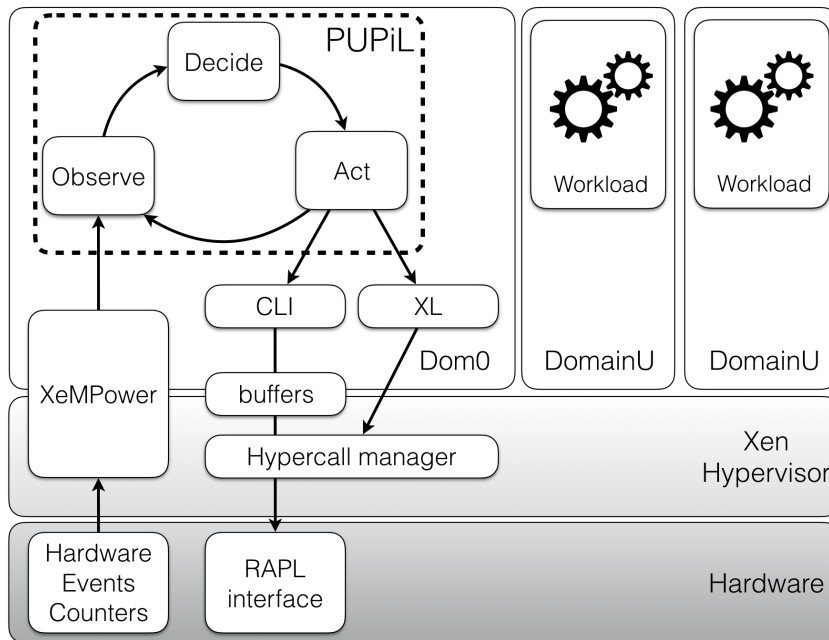 PUPiL
Decide
Observe
Act
Workload
Workload
CLI
XL
Dom0
DomainU
DomainU
XeMPower
buffers
Hypercall manager
Xen
Hypervisor
Hardware
Events
Counters
RAPL
interface
Hardware